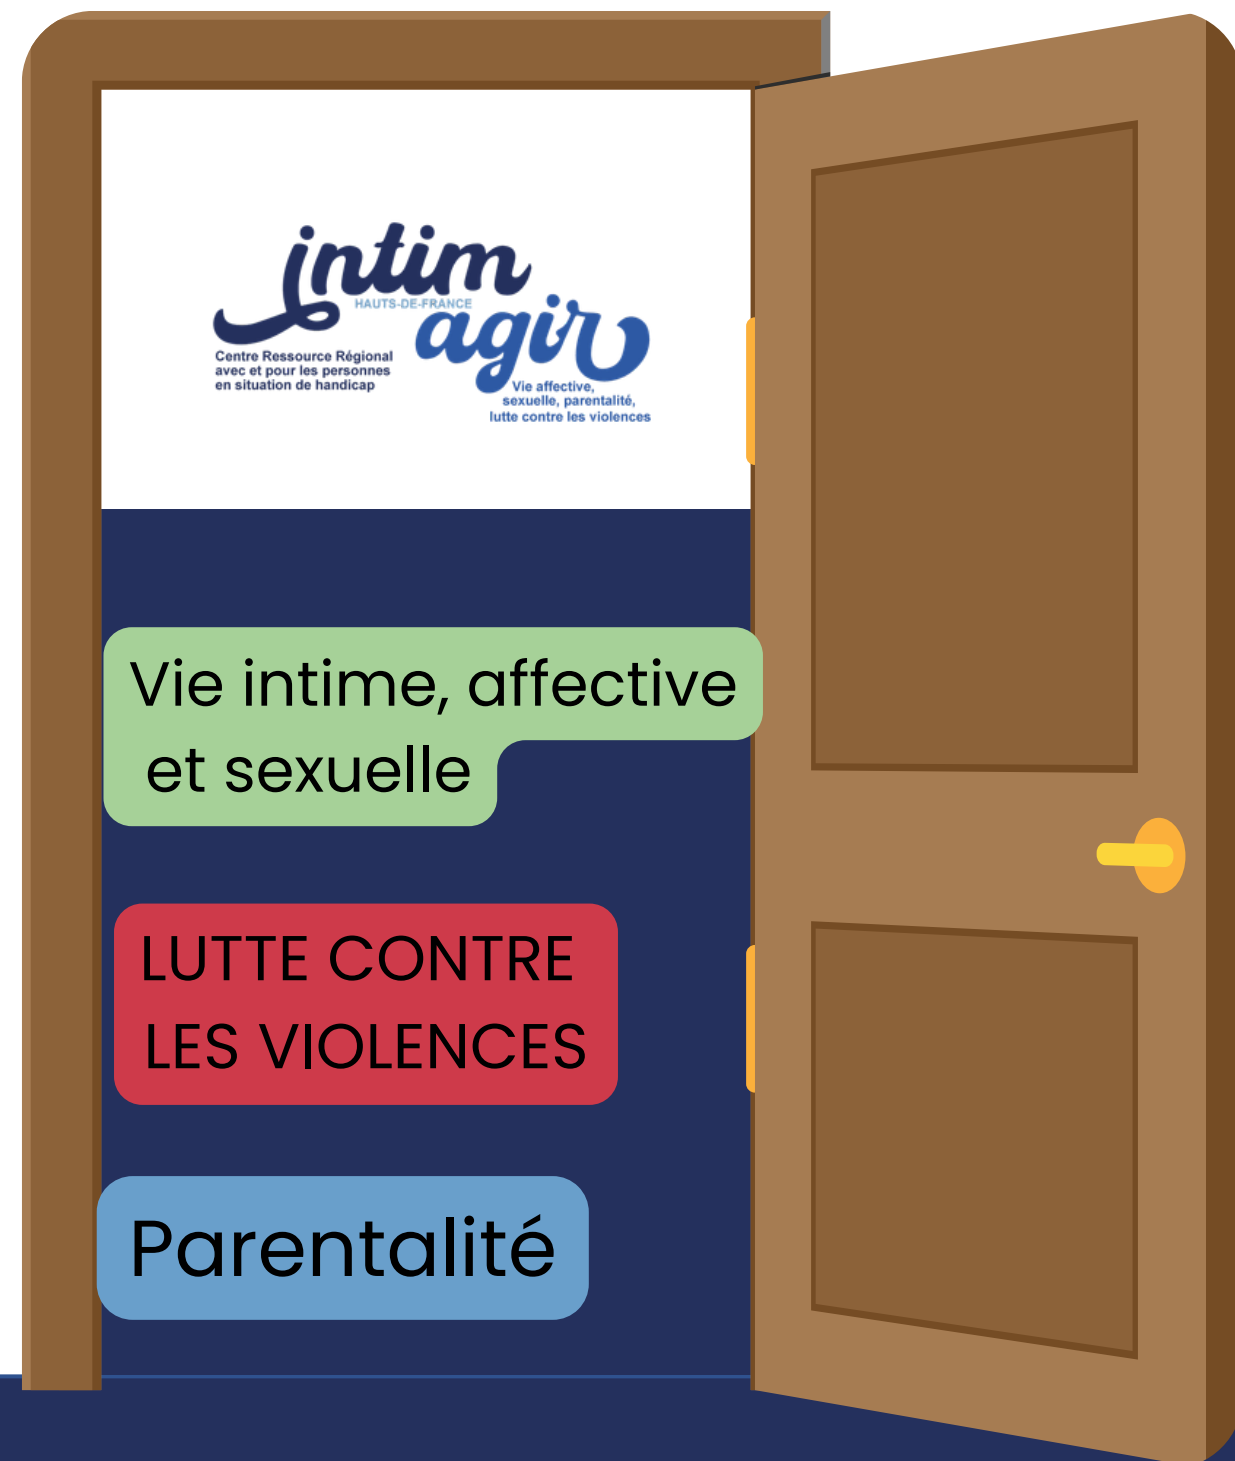 intim
HAUTS-DE-FRANCE
agir
Centre Ressource Régional
avec et pour les personnes
en situation de handicap
Vie affective,
sexuelle, parentalité,
lutte contre les violences
Vie intime, affective
et sexuelle
LUTTE CONTRE
LES VIOLENCES
Parentalité